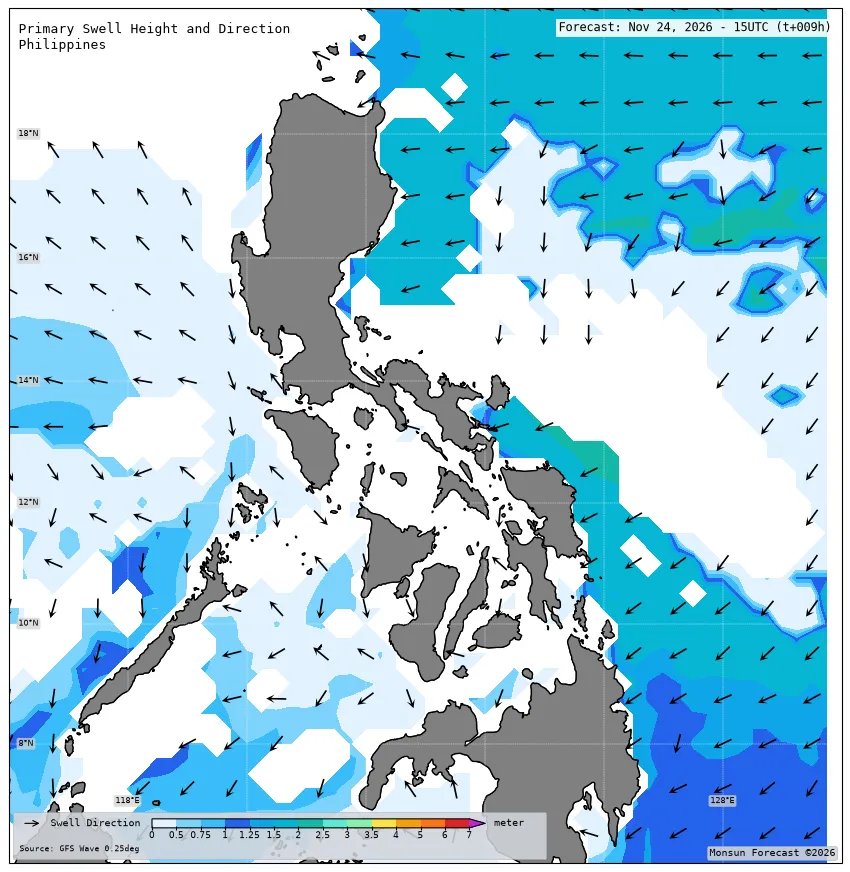 Primary Swell Height and Direction
Philippines
Forecast: Nov 24, 2026 - 15UTC (t+009h)
18°N
16°N
14°N
12°N
10°N
8°N
118°E
128°E
Swell Direction
0 0.5 0.75 1 1.25 1.5 2 2.5 3 3.5 4 5 6 7
meter
Source: GFS Wave 0.25deg
Monsun Forecast ©2026